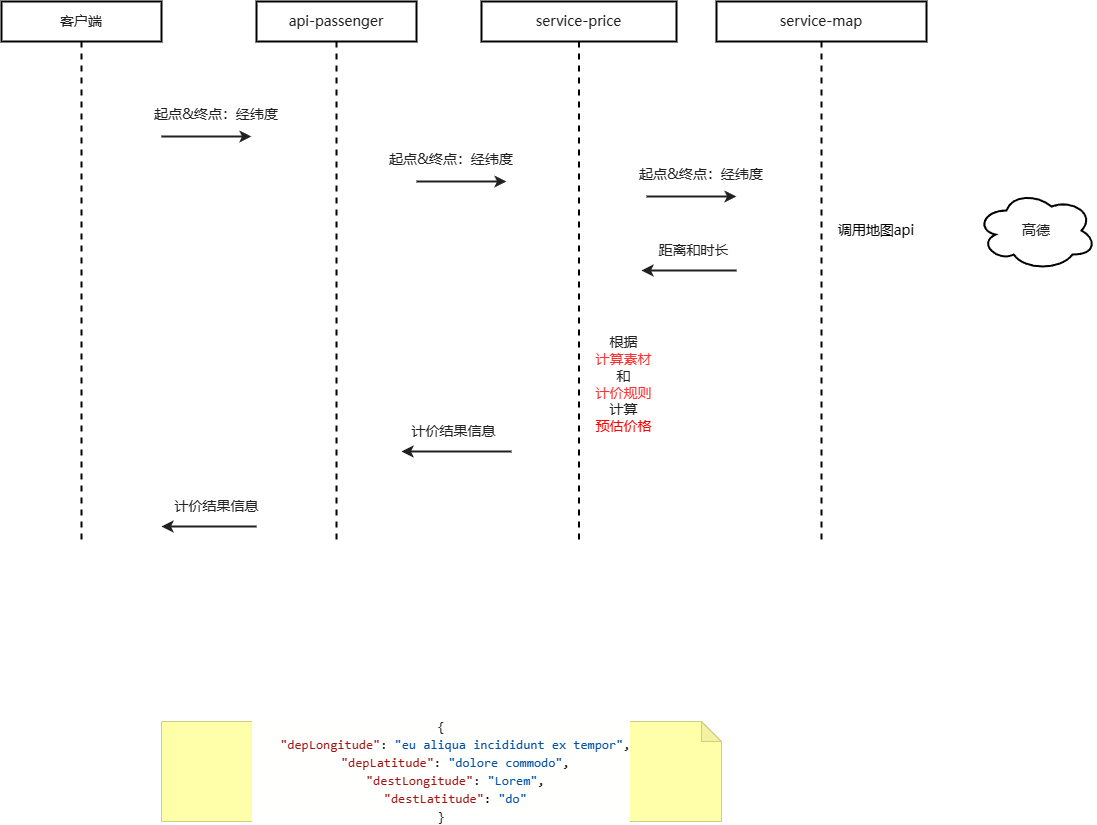 客户端
api-passenger
service-price
service-map
起点&终点：经纬度
起点&终点：经纬度
起点&终点：经纬度
调用地图api
高德
距离和时长
根据
计算素材
和
计价规则
计算
预估价格
计价结果信息
计价结果信息
{
"depLongitude": "eu aliqua incididunt ex tempor",
"depLatitude": "dolore commodo",
"destLongitude": "Lorem",
"destLatitude": "do"
}